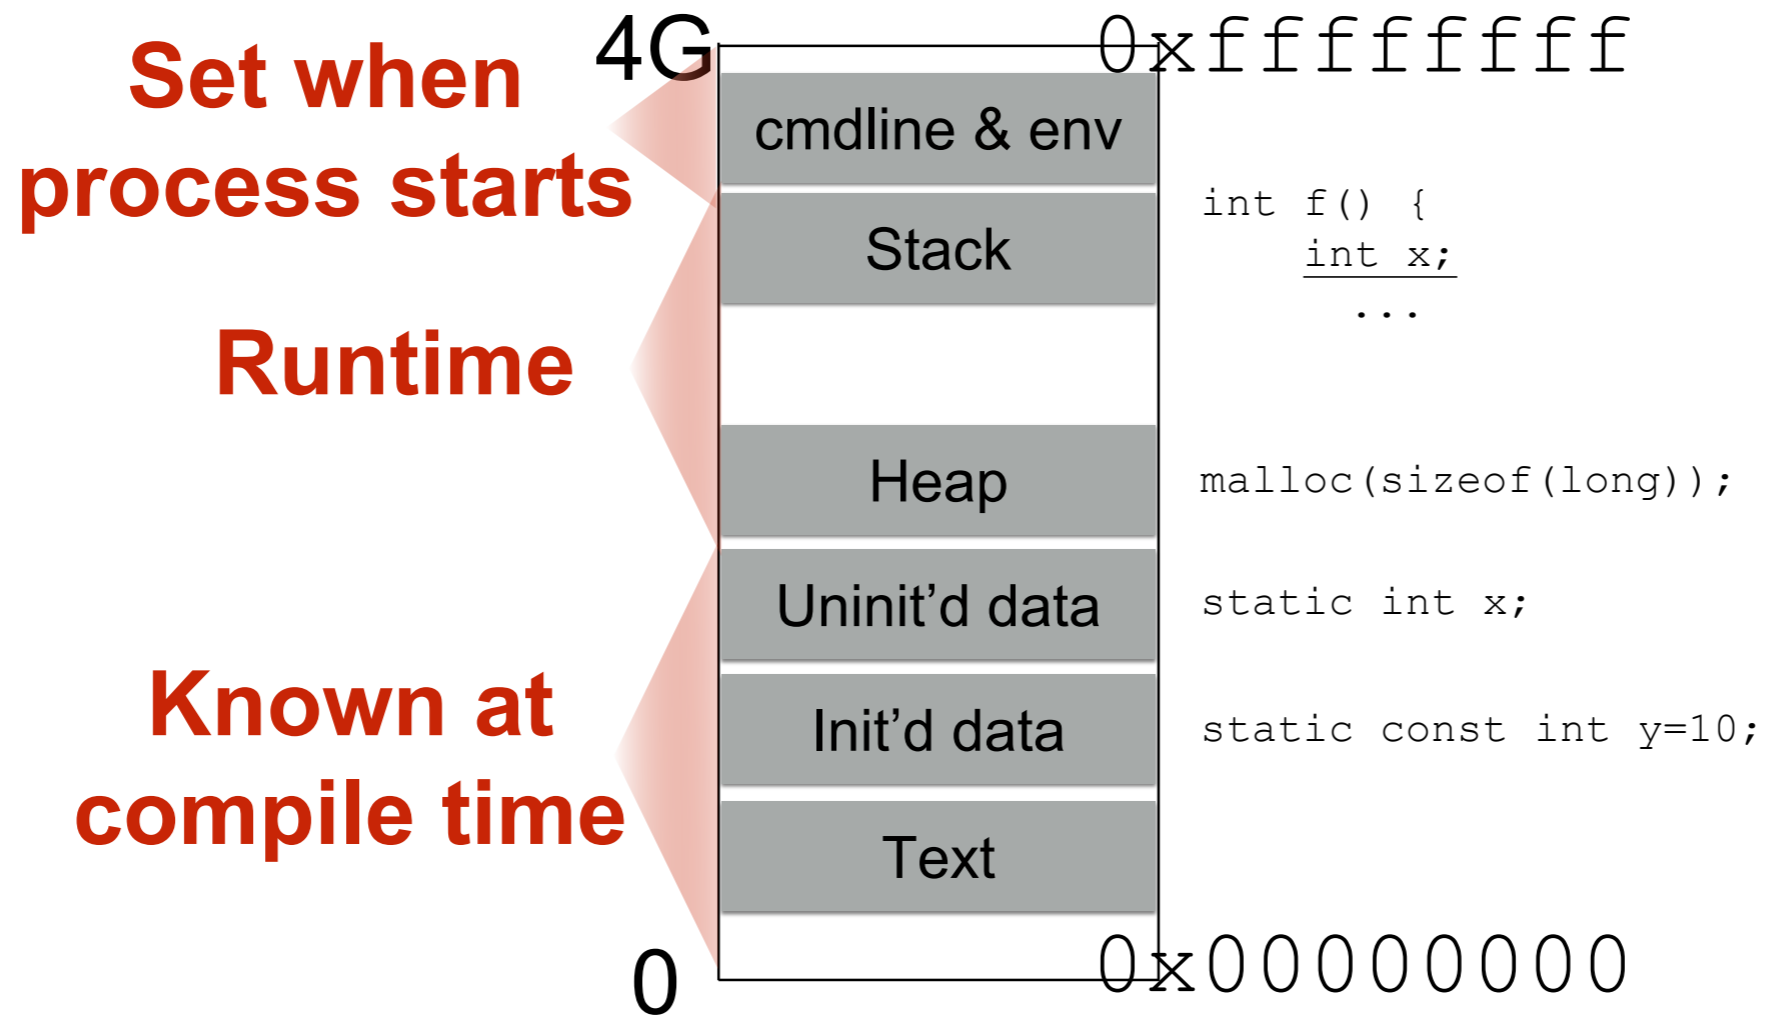 4G
0xffffffff
Set when
process starts
cmdline & env
Stack
int f() {
int x;
...
Runtime
Heap
malloc(sizeof(long));
Uninit’d data
static int x;
Known at
compile time
Init’d data
static const int y=10;
Text
0
0x00000000